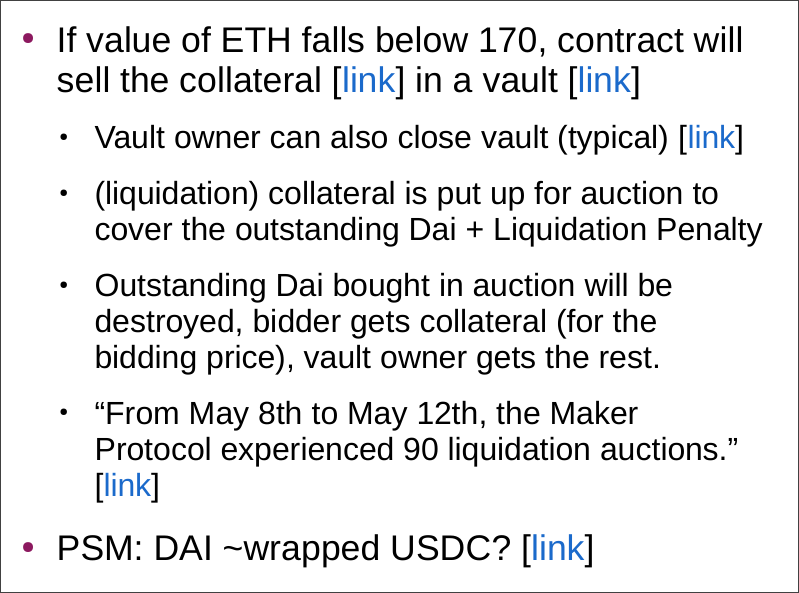 • If value of ETH falls below 170, contract will
sell the collateral [link] in a vault [link]
• Vault owner can also close vault (typical) [link]
• (liquidation) collateral is put up for auction to
cover the outstanding Dai + Liquidation Penalty
• Outstanding Dai bought in auction will be
destroyed, bidder gets collateral (for the
bidding price), vault owner gets the rest.
• “From May 8th to May 12th, the Maker
Protocol experienced 90 liquidation auctions.”
[link]
• PSM: DAI ~wrapped USDC? [link]